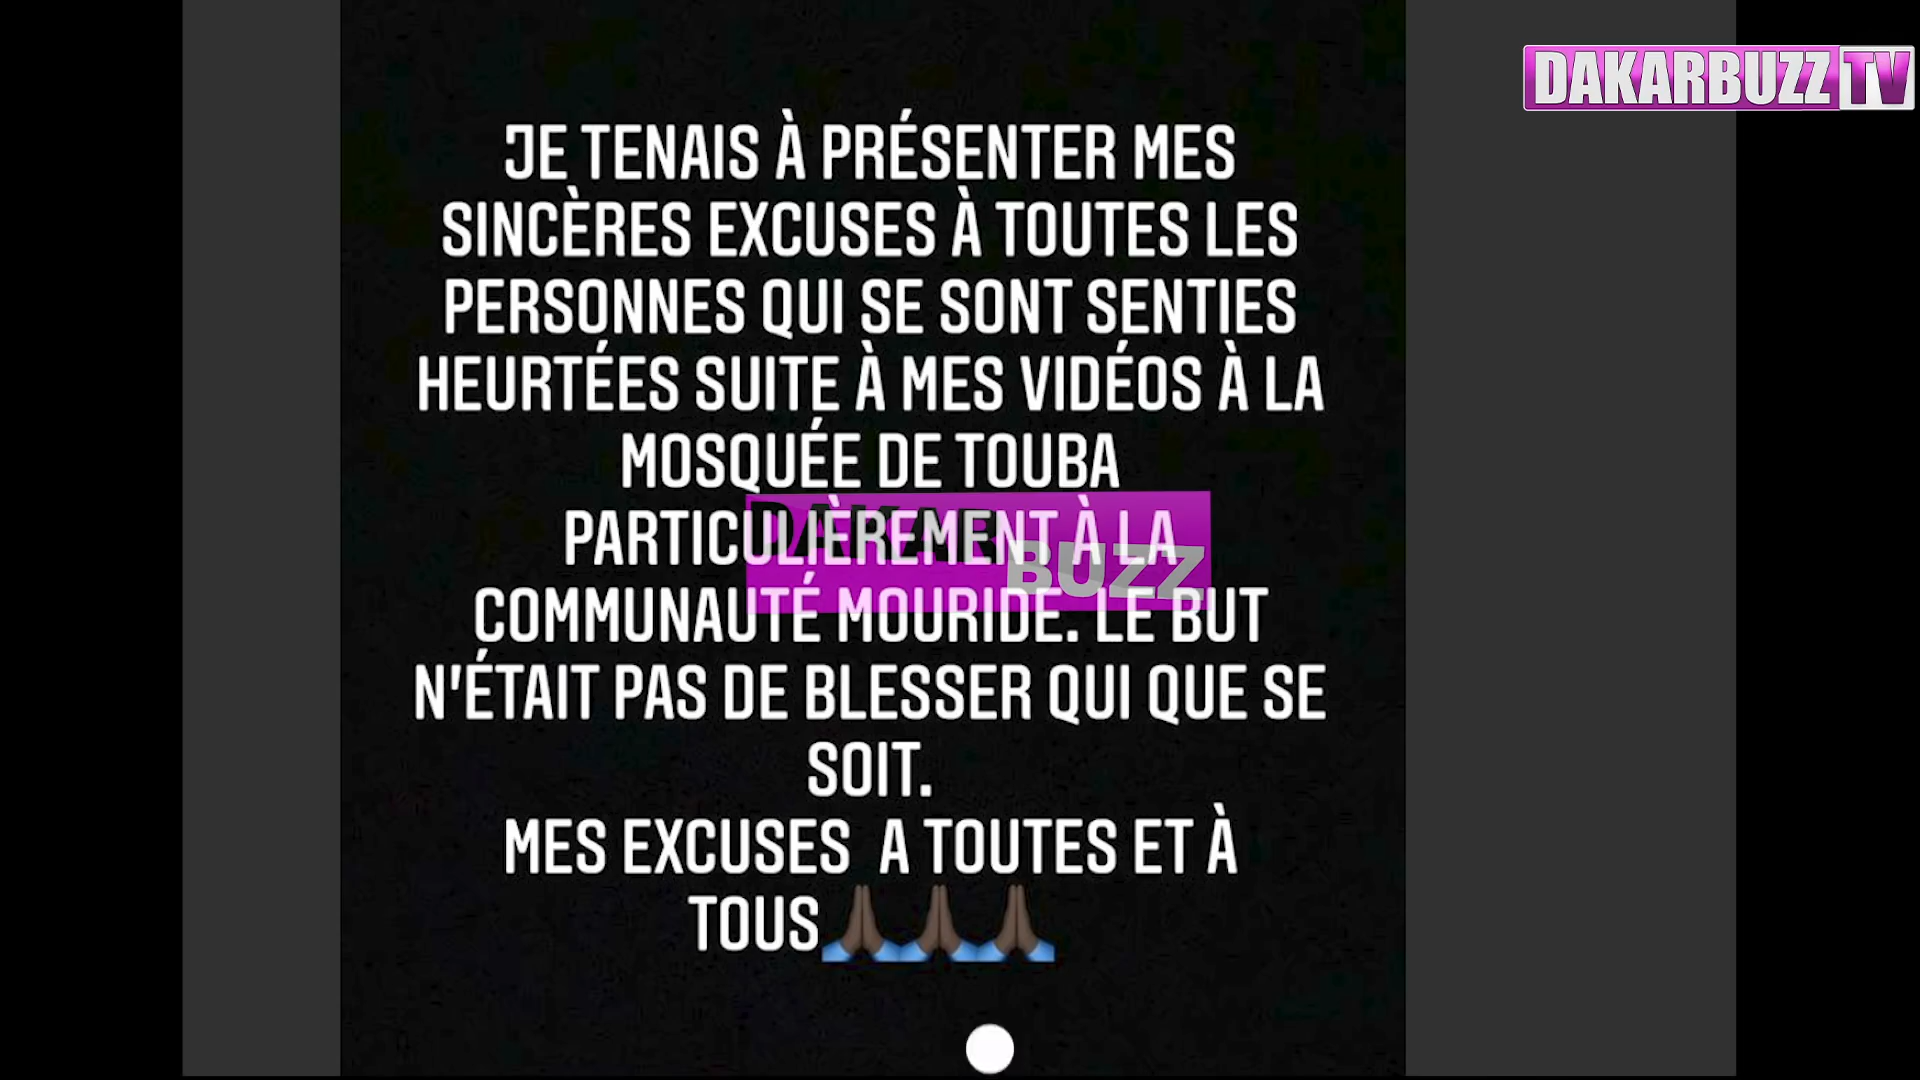 DAKARBUZZ TV
JE TENAIS À PRÉSENTER MES
SINCÈRES EXCUSES À TOUTES LES
PERSONNES QUI SE SONT SENTIES
HEURTÉES SUITE À MES VIDÉOS À LA
MOSQUÉE DE TOUBA
PARTICULIÈREMENT À LA
DAKAR BUZZ
COMMUNAUTÉ MOURIDE. LE BUT
N'ÉTAIT PAS DE BLESSER QUI QUE SE
SOIT.
MES EXCUSES A TOUTES ET À
TOUS🙏🏿🙏🏿🙏🏿